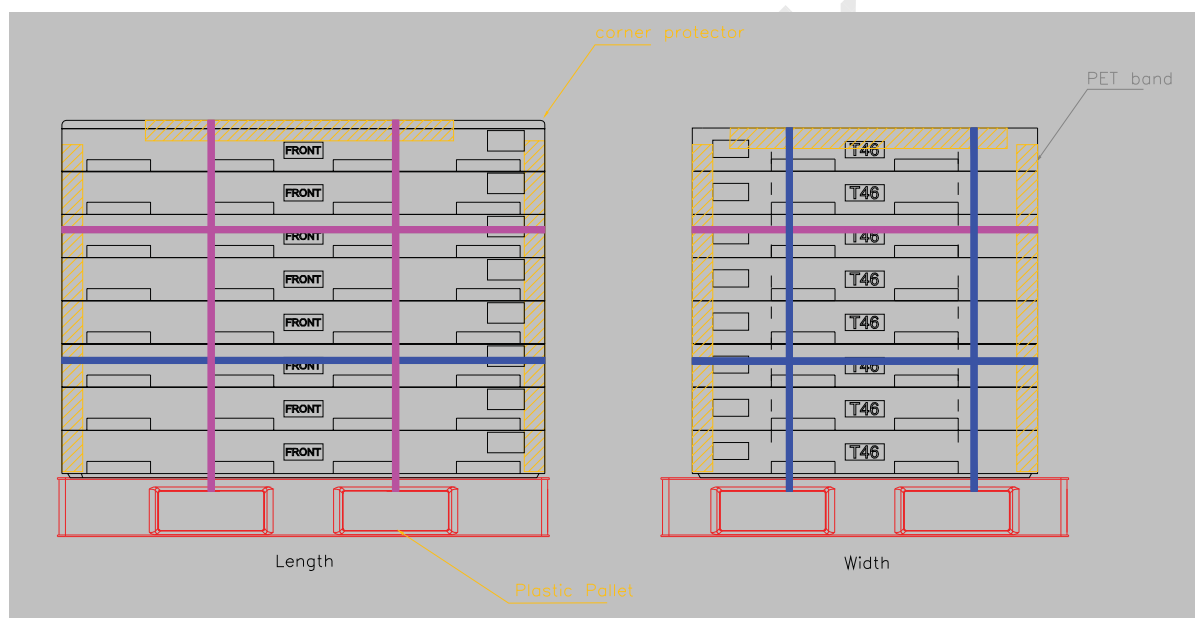 corner protector
PET band
FRONT
FRONT
FRONT
FRONT
FRONT
FRONT
FRONT
FRONT
T46
T46
T46
T46
T46
T46
T46
T46
Length
Width
Plastic Pallet